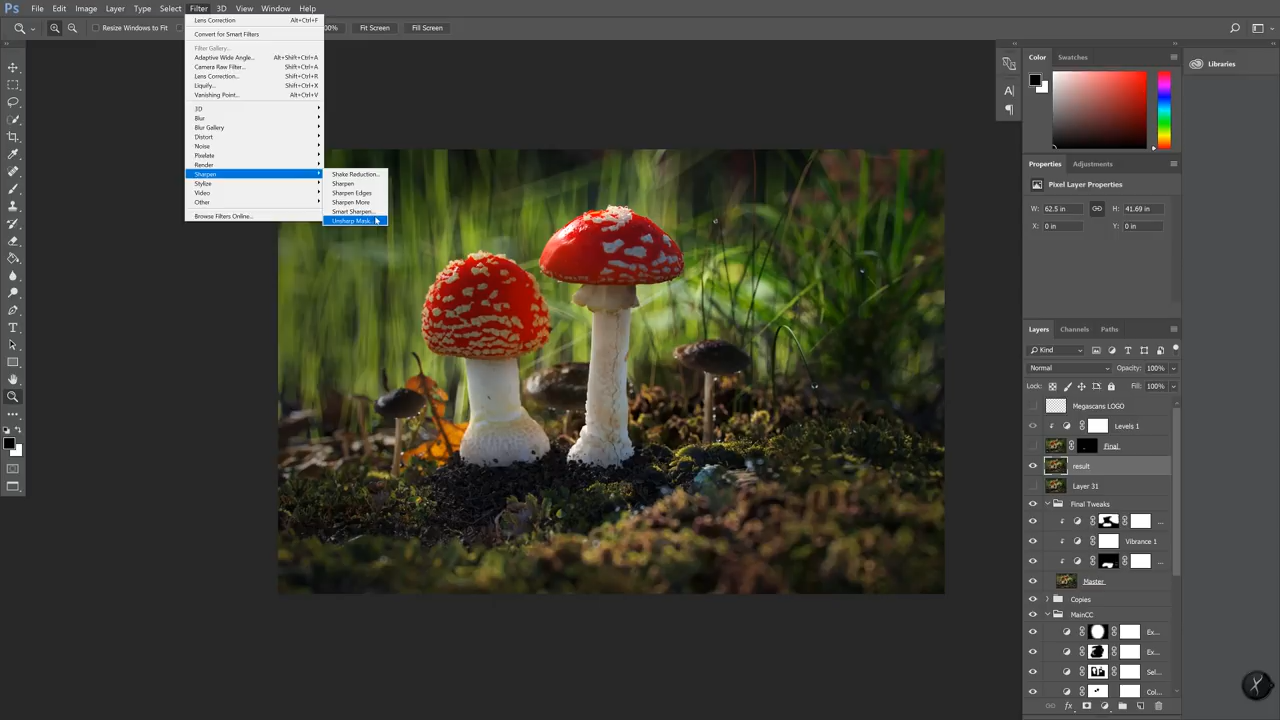 Ps File Edit Image Layer Type Select Filter 3D View Window Help
Resize Windows to Fit
00% Fit Screen Fill Screen
Lens Correction Alt+Ctrl+F
Convert for Smart Filters
Filter Gallery...
Adaptive Wide Angle... Alt+Shift+Ctrl+A
Camera Raw Filter... Shift+Ctrl+A
Lens Correction... Shift+Ctrl+R
Liquify... Shift+Ctrl+X
Vanishing Point... Alt+Ctrl+V
3D
Blur
Blur Gallery
Distort
Noise
Pixelate
Render
Sharpen
Stylize
Video
Other
Browse Filters Online...
Shake Reduction...
Sharpen
Sharpen Edges
Sharpen More
Smart Sharpen...
Unsharp Mask...
Color Swatches
Libraries
Properties Adjustments
Pixel Layer Properties
W: 62.5 in H: 41.69 in
X: 0 in Y: 0 in
Layers Channels Paths
Kind
Normal Opacity: 100%
Lock: Fill: 100%
Megascans LOGO
Levels 1
Final
result
Layer 31
Final Tweaks
...
Vibrance 1
...
Master
Copies
MainCC
Ex...
Ex...
Sel...
Col...